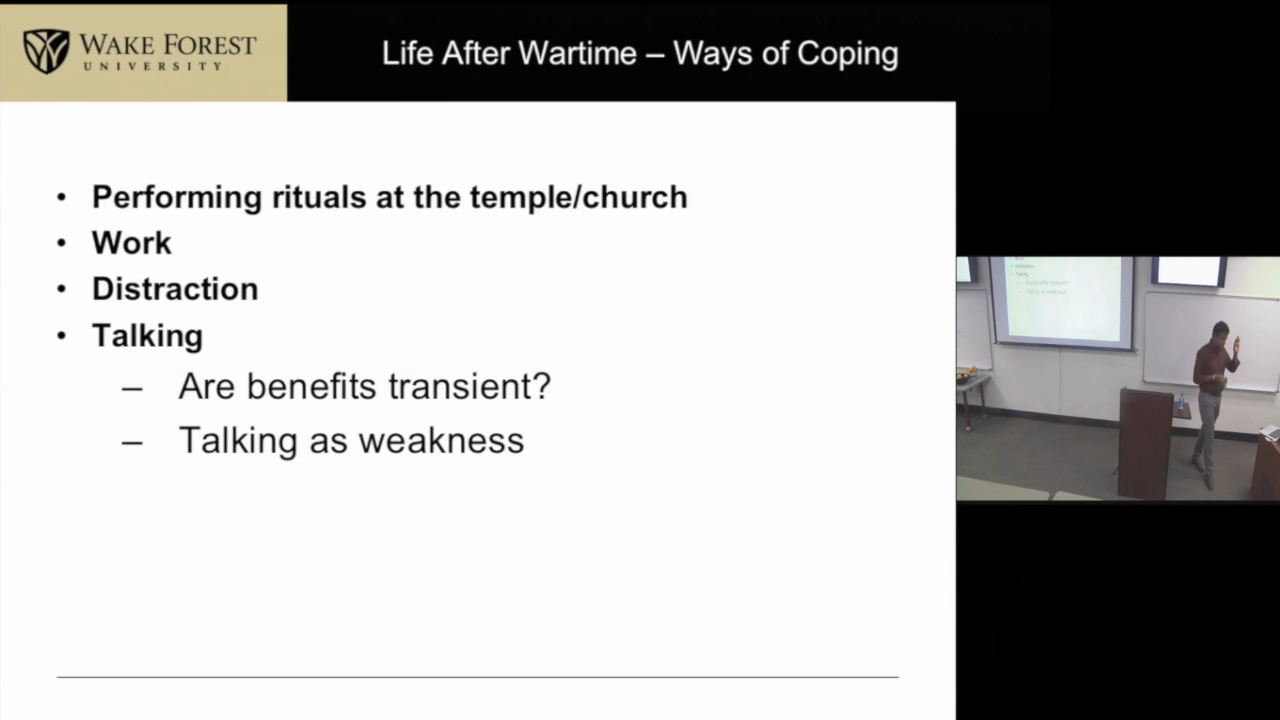 WAKE FOREST
UNIVERSITY
Life After Wartime – Ways of Coping
• Performing rituals at the temple/church
• Work
• Distraction
• Talking
– Are benefits transient?
– Talking as weakness